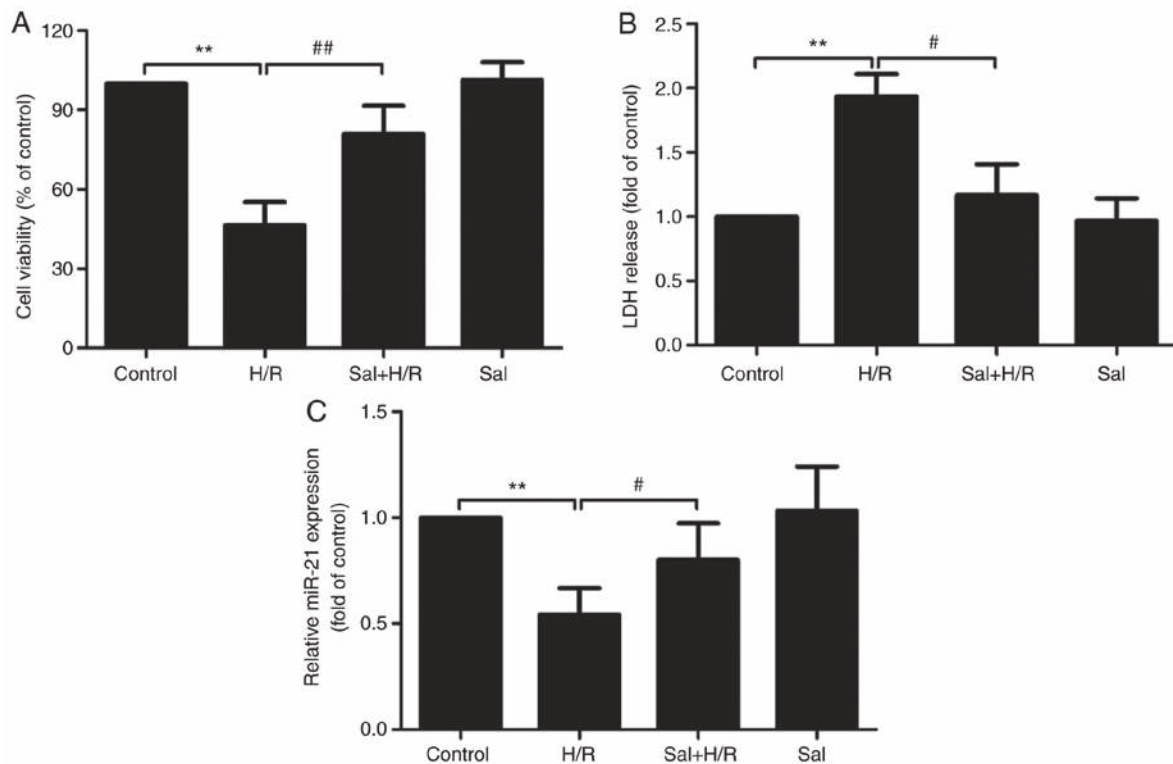 A
Cell viability (% of control)
120
90
60
30
0
**
##
Control
H/R
Sal+H/R
Sal
B
LDH release (fold of control)
2.5
2.0
1.5
1.0
0.5
0.0
**
#
Control
H/R
Sal+H/R
Sal
C
Relative miR-21 expression
(fold of control)
1.5
1.0
0.5
0.0
**
#
Control
H/R
Sal+H/R
Sal